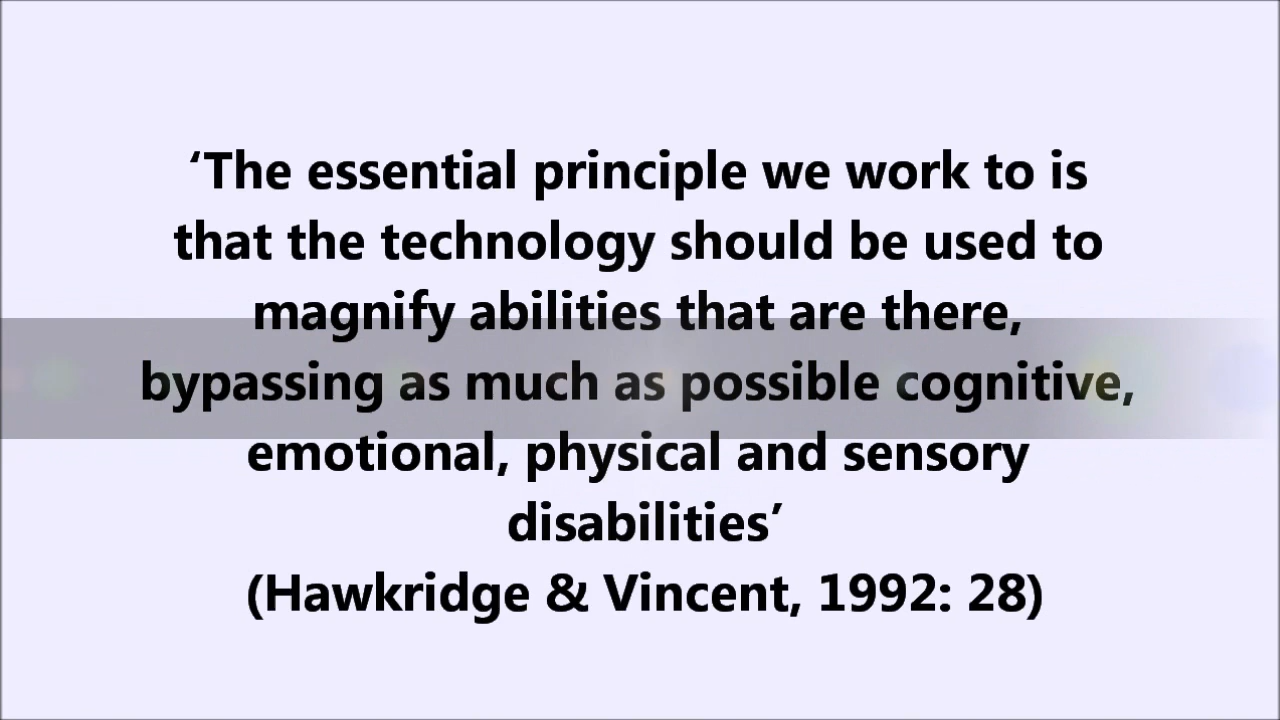 ‘The essential principle we work to is
that the technology should be used to
magnify abilities that are there,
bypassing as much as possible cognitive,
emotional, physical and sensory
disabilities’
(Hawkridge & Vincent, 1992: 28)